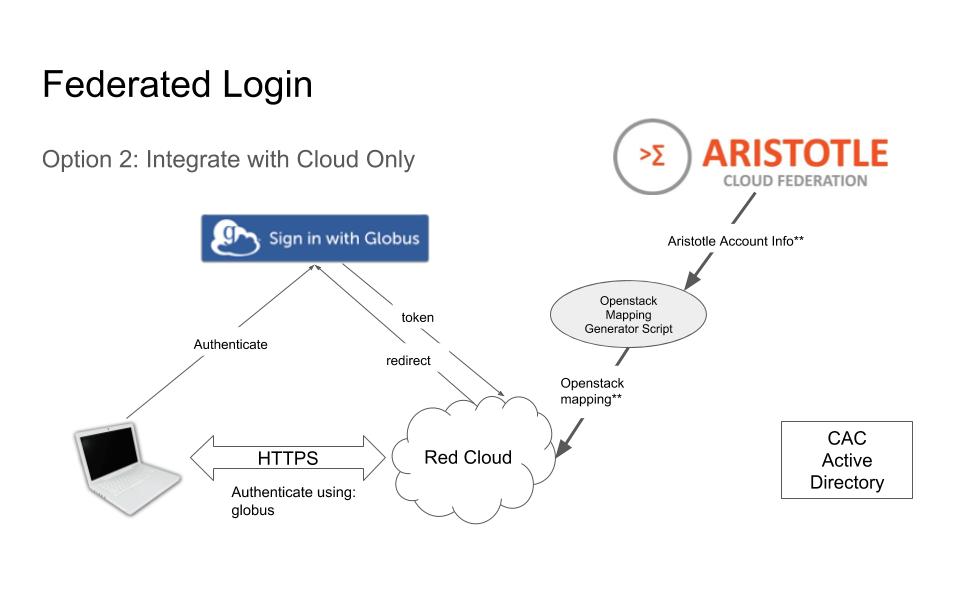 Federated Login
Option 2: Integrate with Cloud Only
>Σ
ARISTOTLE
CLOUD FEDERATION
g
Sign in with Globus
Aristotle Account Info**
Openstack
Mapping
Generator Script
token
Authenticate
redirect
Openstack
mapping**
HTTPS
Red Cloud
CAC
Active
Directory
Authenticate using:
globus